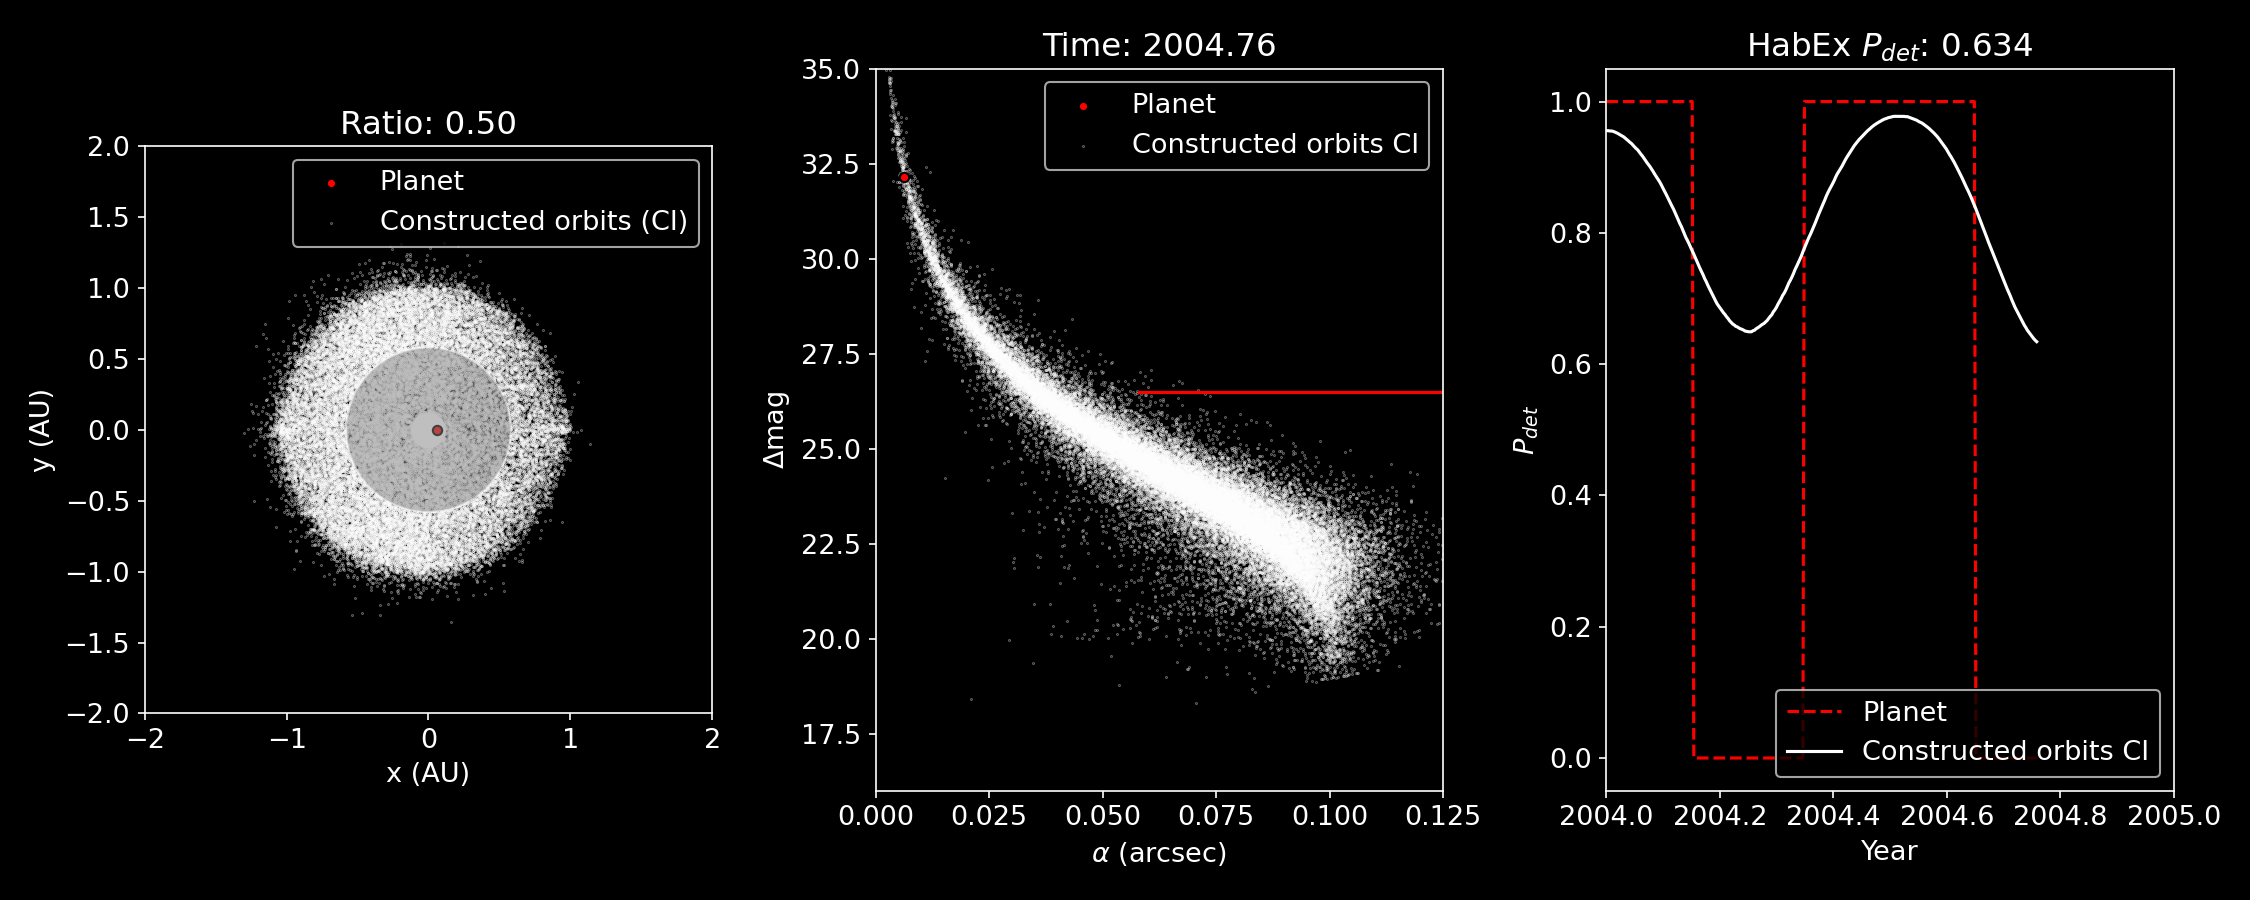 Ratio: 0.50
2.0
1.5
1.0
0.5
0.0
−0.5
−1.0
−1.5
−2.0
y (AU)
−2
−1
0
1
2
x (AU)
Planet
Constructed orbits (CI)
Time: 2004.76
35.0
32.5
30.0
27.5
25.0
22.5
20.0
17.5
Δmag
0.000
0.025
0.050
0.075
0.100
0.125
α (arcsec)
Planet
Constructed orbits CI
HabEx P_det: 0.634
1.0
0.8
0.6
0.4
0.2
0.0
P_det
2004.0
2004.2
2004.4
2004.6
2004.8
2005.0
Year
Planet
Constructed orbits CI